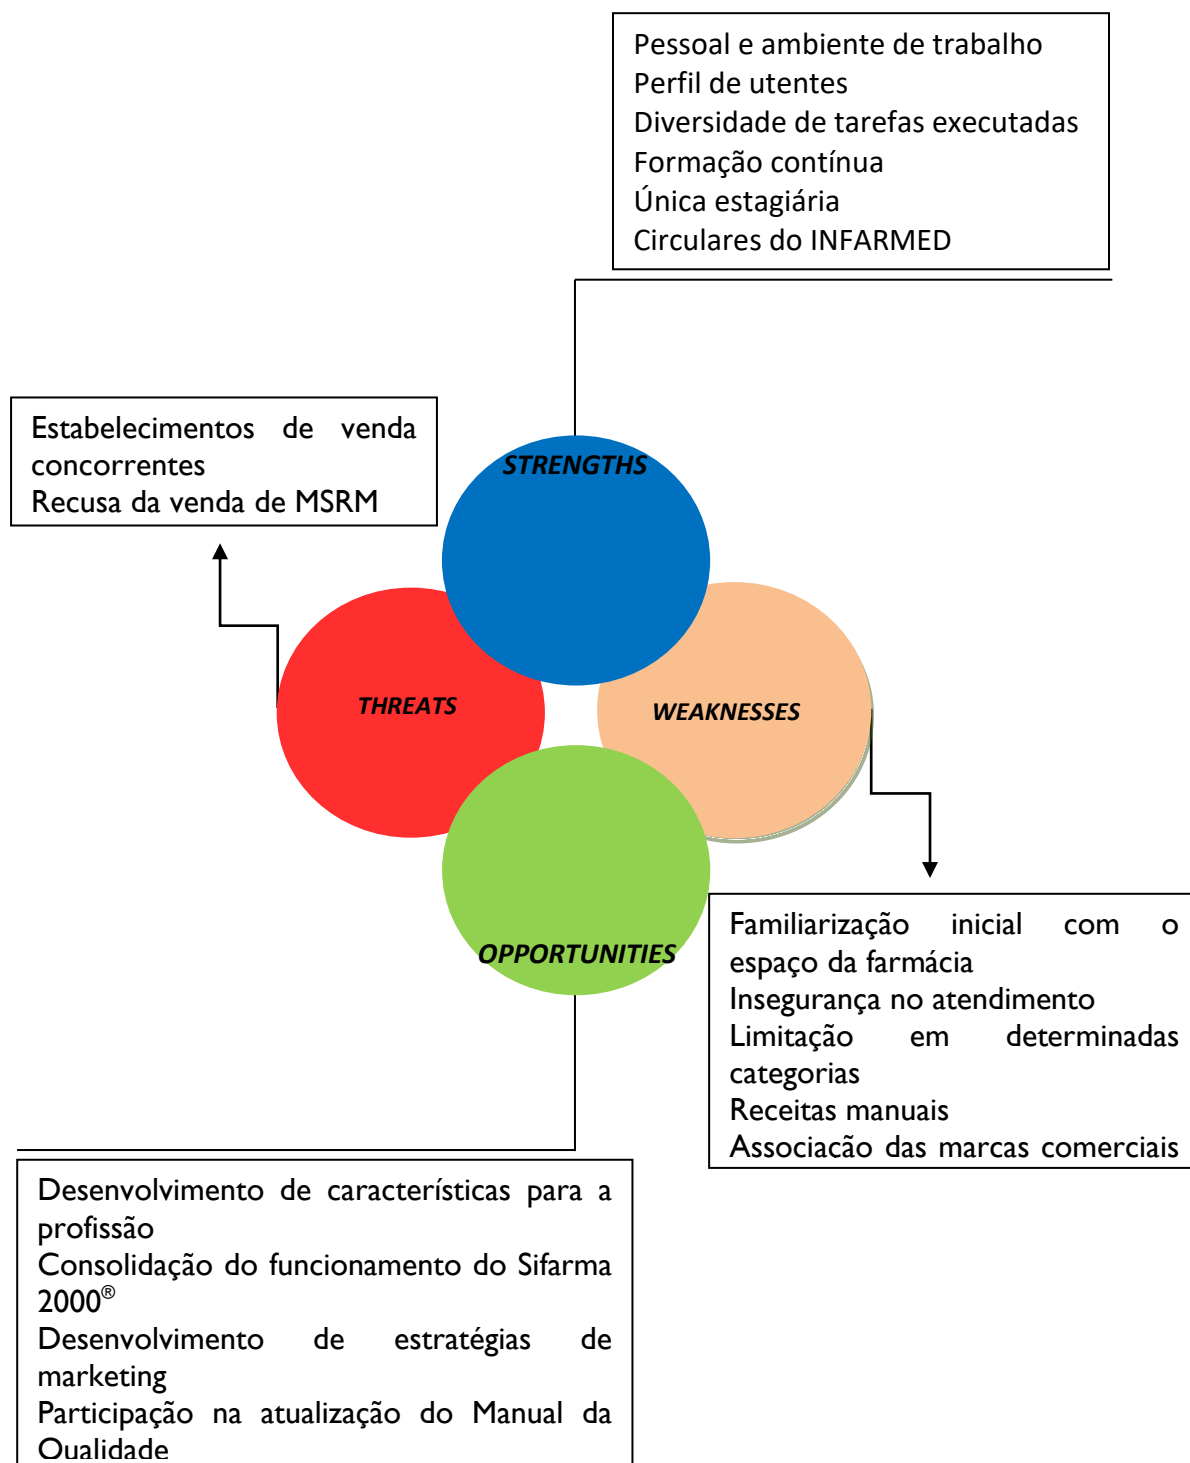 Pessoal e ambiente de trabalho
Perfil de utentes
Diversidade de tarefas executadas
Formação contínua
Única estagiária
Circulares do INFARMED
Estabelecimentos de venda
concorrentes
Recusa da venda de MSRM
STRENGTHS
THREATS
WEAKNESSES
OPPORTUNITIES
Familiarização inicial com o
espaço da farmácia
Insegurança no atendimento
Limitação em determinadas
categorias
Receitas manuais
Associação das marcas comerciais
Desenvolvimento de características para a
profissão
Consolidação do funcionamento do Sifarma
2000®
Desenvolvimento de estratégias de
marketing
Participação na atualização do Manual da
Qualidade